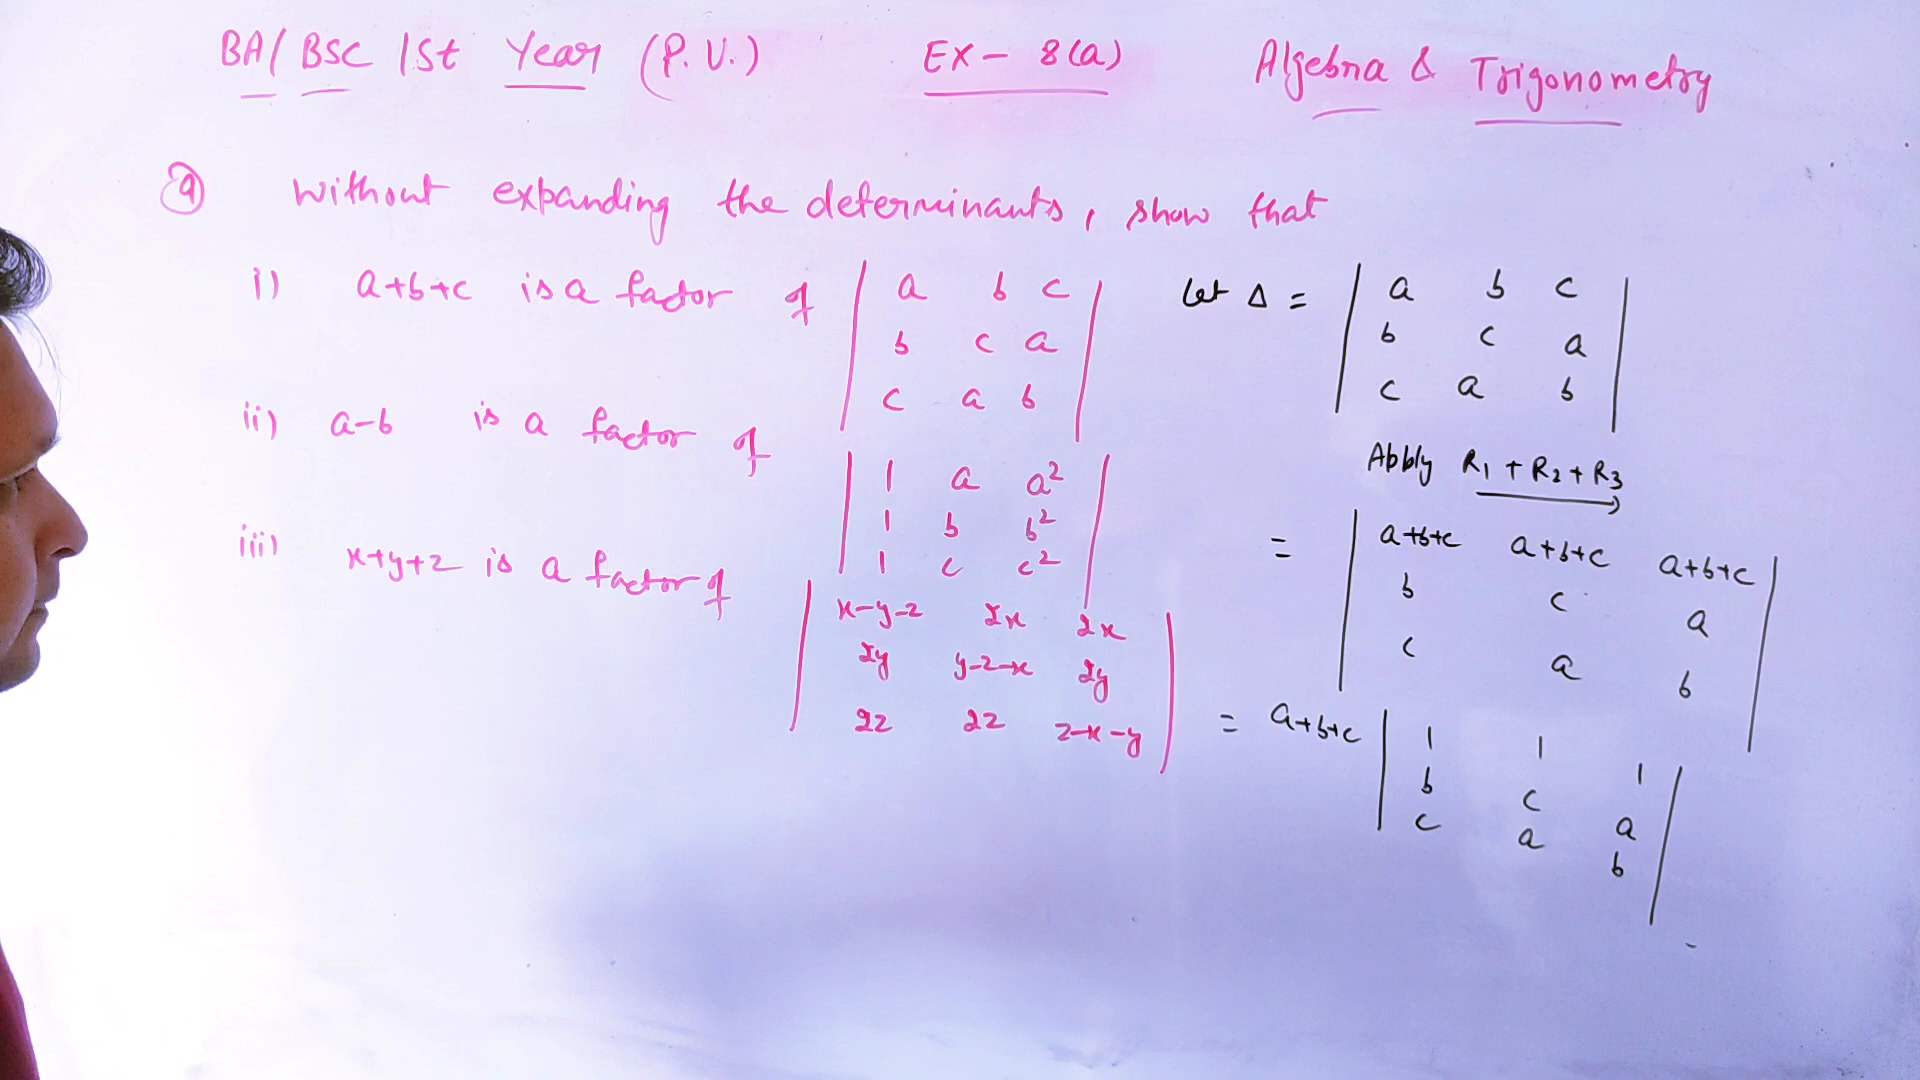 BA/ BSC 1St Year (P.U.) EX - 8(a) Algebra & Trigonometry
9 Without expanding the determinants, show that
i) a+b+c is a factor of | a b c |
b c a
c a b
ii) a-b is a factor of
| 1 a a² |
1 b b²
1 c c²
iii) x+y+z is a factor of
| x-y-z 2x 2x |
2y y-z-x 2y
2z 2z z-x-y
Let Δ = | a b c |
b c a
c a b
Apply R₁ + R₂ + R₃
= | a+b+c a+b+c a+b+c |
b c a
c a b
= a+b+c | 1 1 1 |
b c a
c a b